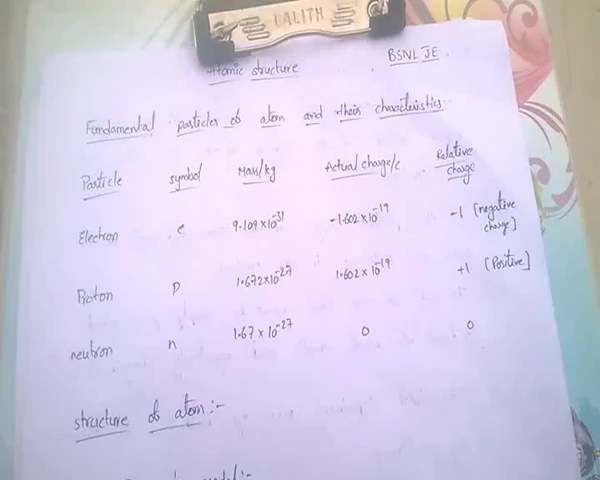 LALITH
Atomic structure BSNL JE.
Fundamental particles of atom and their characteristics.
Particle symbol Mass/kg Actual charge/c Relative charge
Electron e 9.109×10⁻³¹ -1.602×10⁻¹⁹ -1 [negative charge]
Proton p 1.672×10⁻²⁷ 1.602×10⁻¹⁹ +1 [Positive]
neutron n 1.67×10⁻²⁷ 0 0
structure of atom:-